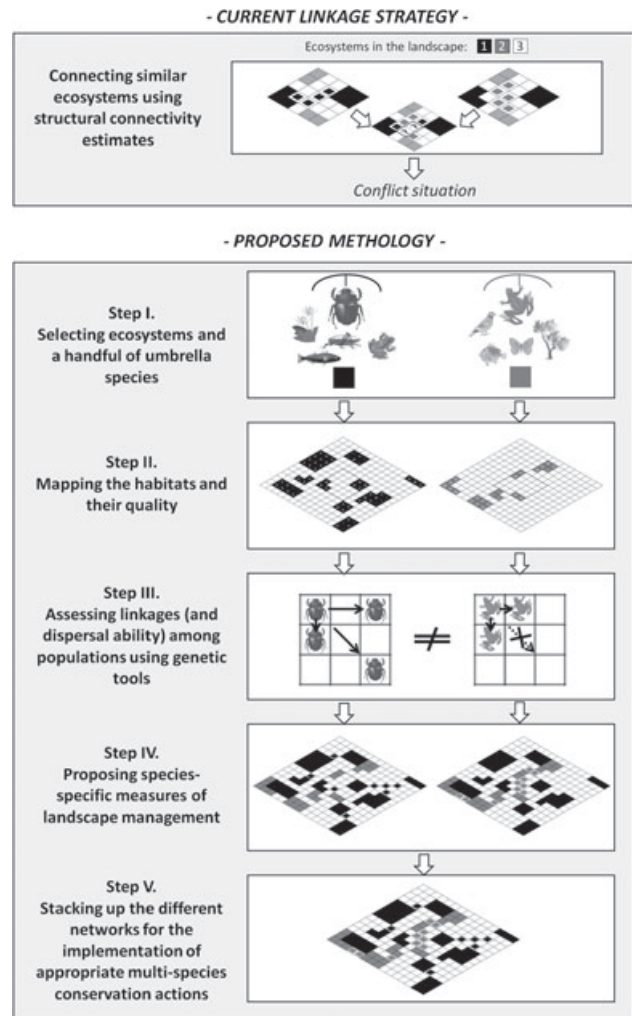 - CURRENT LINKAGE STRATEGY -
Ecosystems in the landscape: 1 2 3
Connecting similar
ecosystems using
structural connectivity
estimates
Conflict situation
- PROPOSED METHOLOGY -
Step I.
Selecting ecosystems and
a handful of umbrella
species
Step II.
Mapping the habitats and
their quality
Step III.
Assessing linkages (and
dispersal ability) among
populations using genetic
tools
≠
Step IV.
Proposing species-
specific measures of
landscape management
Step V.
Stacking up the different
networks for the
implementation of
appropriate multi-species
conservation actions